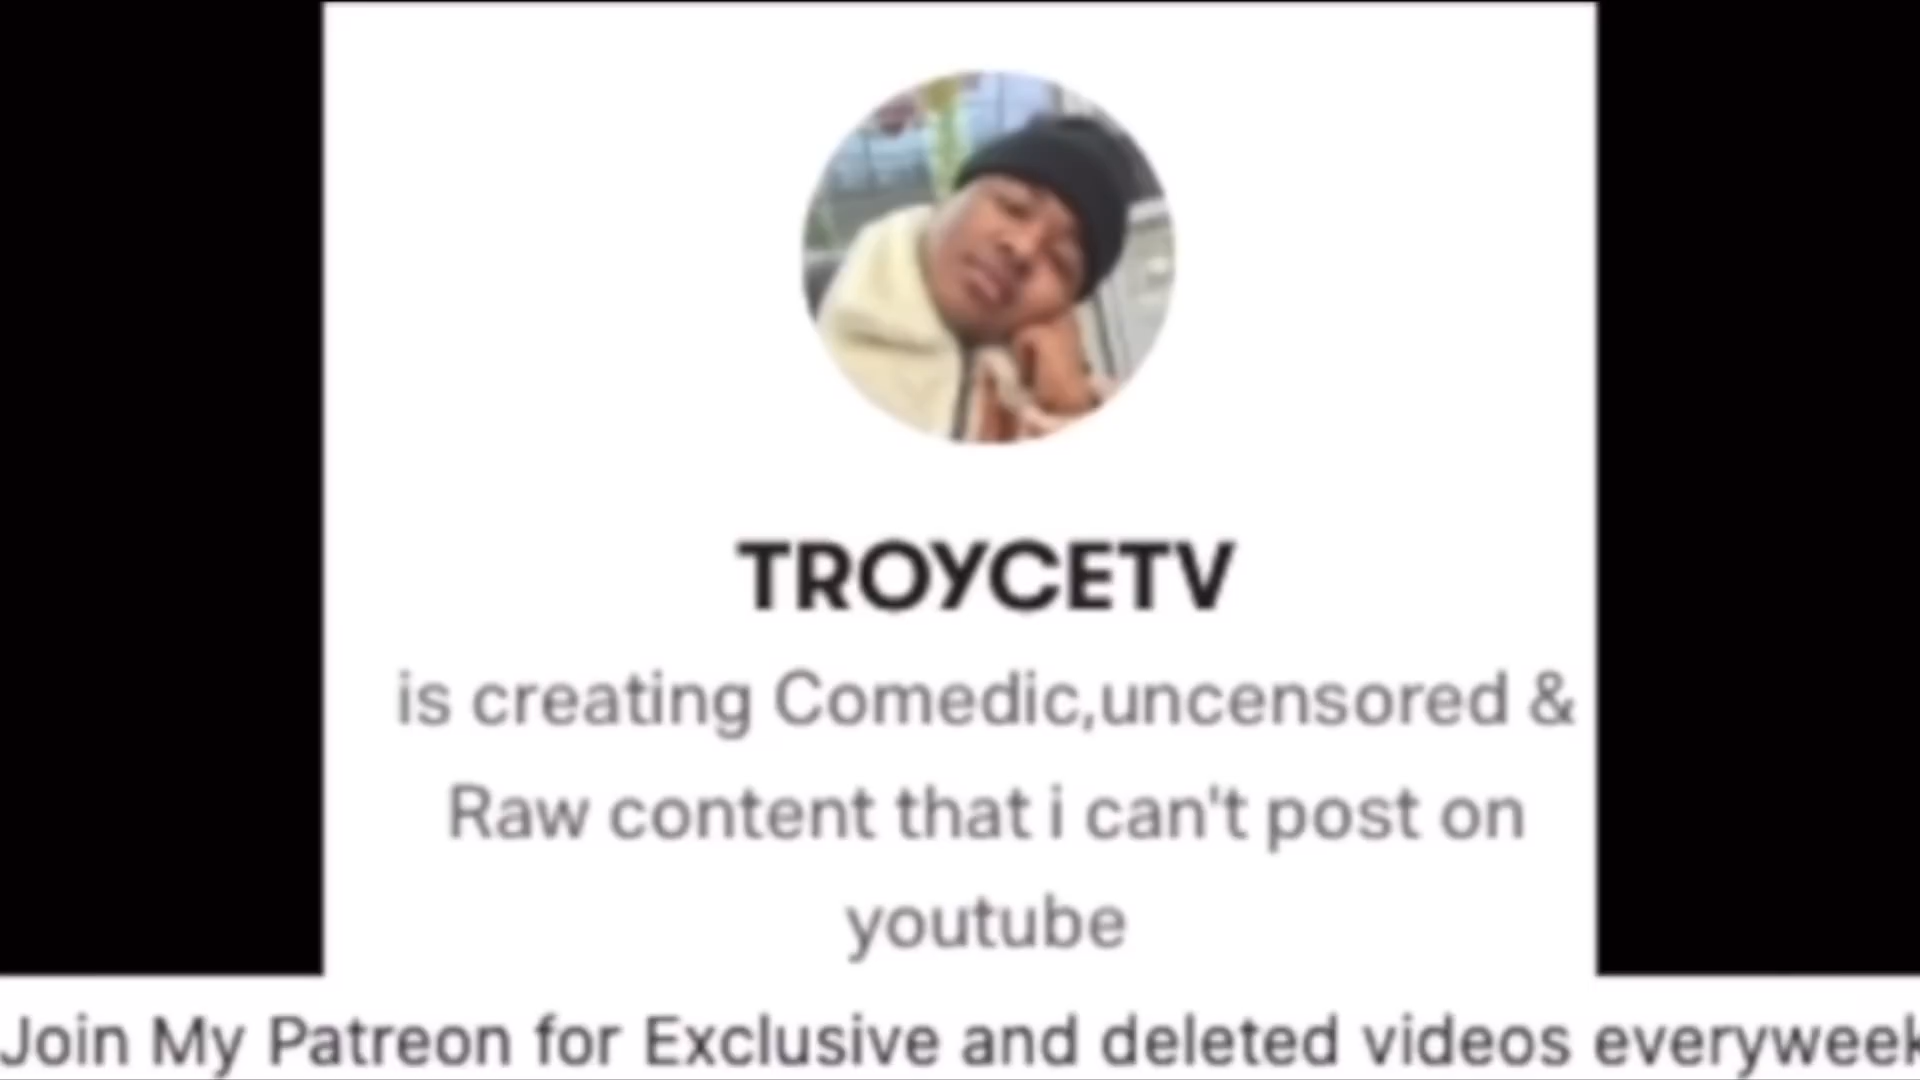 TROYCETV
is creating Comedic,uncensored &
Raw content that i can't post on
youtube
Join My Patreon for Exclusive and deleted videos everyweek